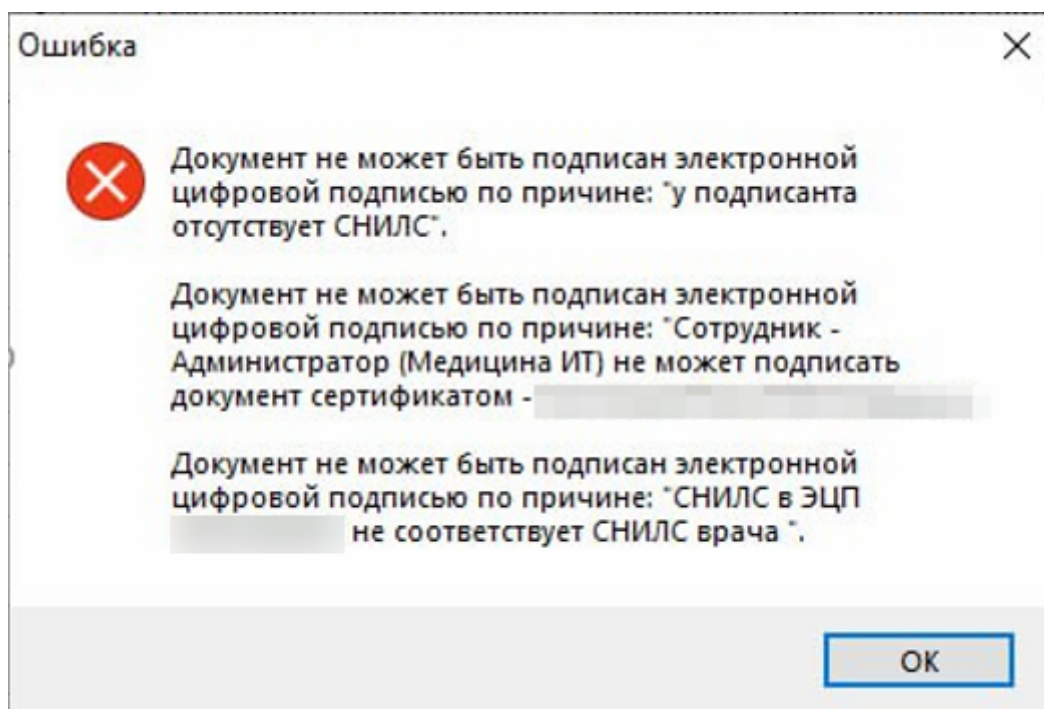 Ошибка
Документ не может быть подписан электронной
цифровой подписью по причине: "у подписанта
отсутствует СНИЛС".
Документ не может быть подписан электронной
цифровой подписью по причине: "Сотрудник -
Администратор (Медицина ИТ) не может подписать
документ сертификатом -
Документ не может быть подписан электронной
цифровой подписью по причине: "СНИЛС в ЭЦП
не соответствует СНИЛС врача ".
OK